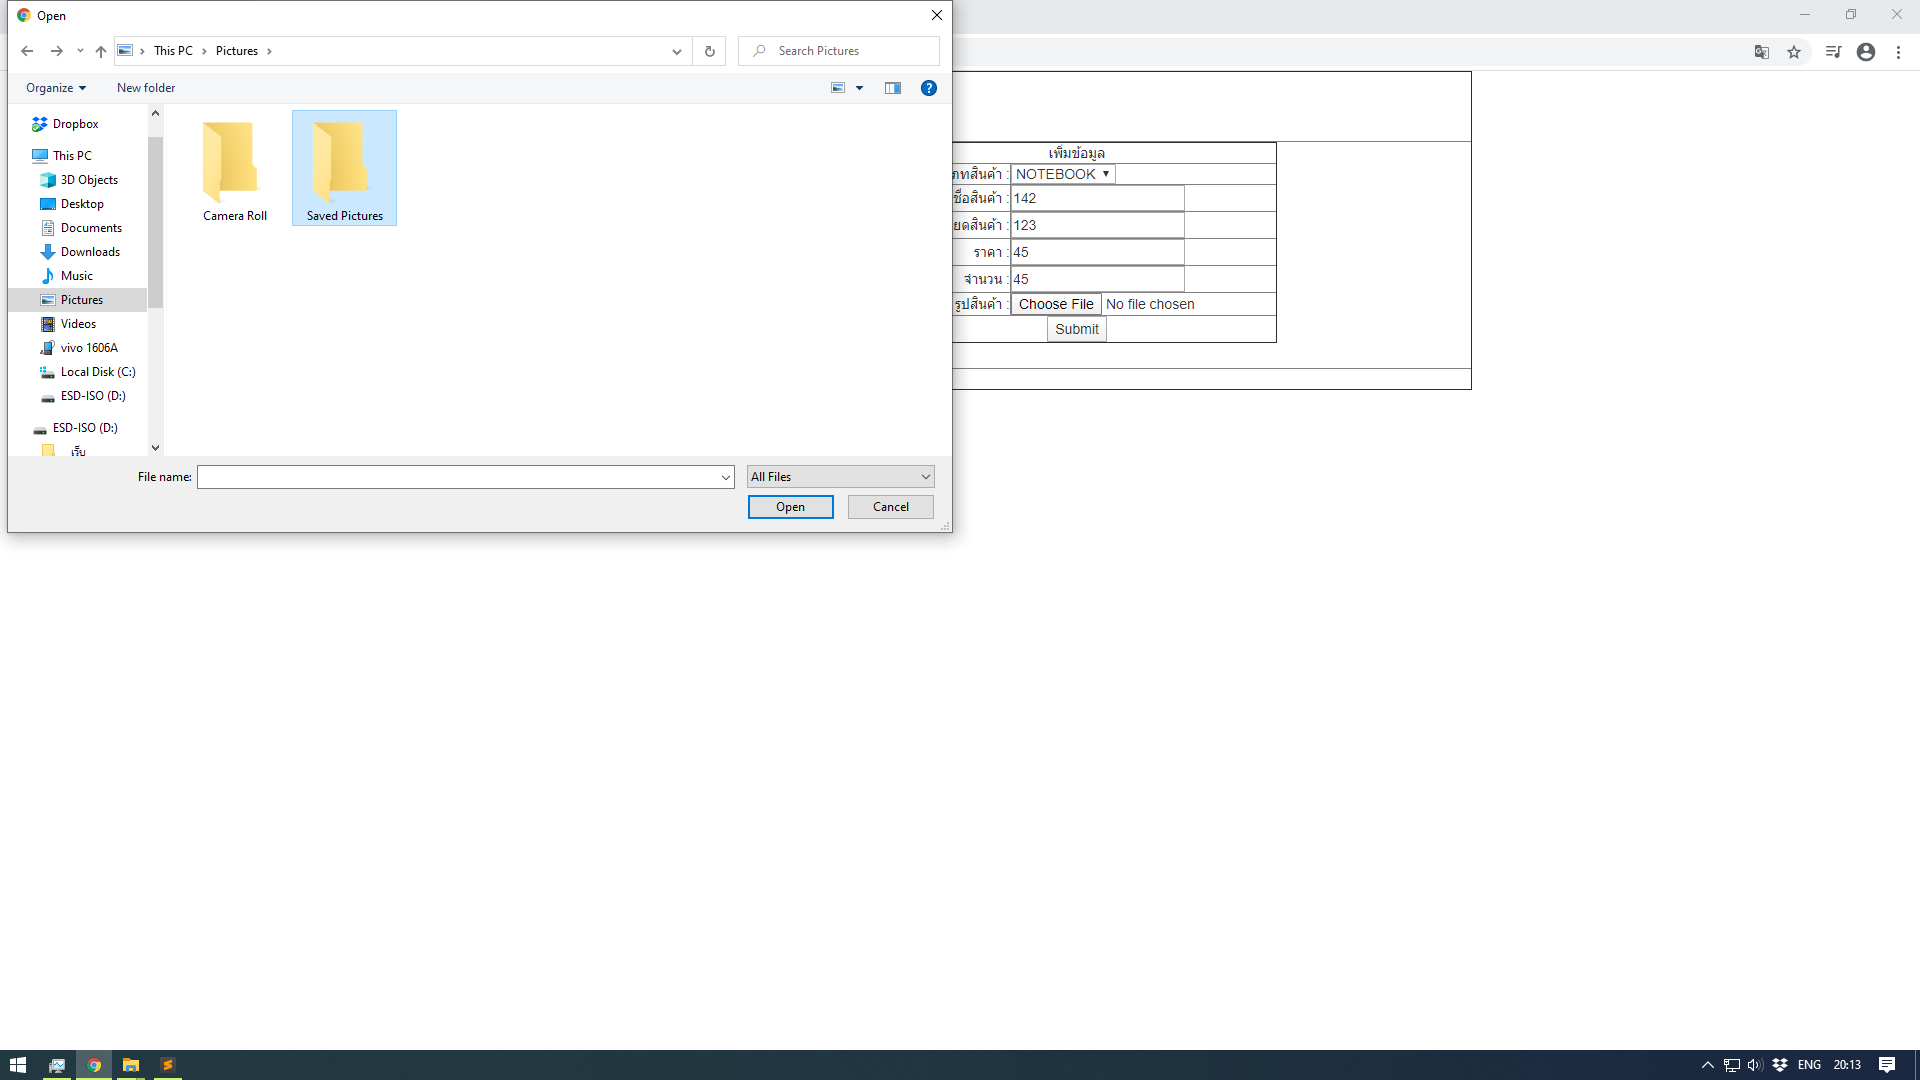 Open
This PC
Pictures
Search Pictures
Organize
New folder
Dropbox
This PC
3D Objects
Desktop
Documents
Downloads
Music
Pictures
Videos
vivo 1606A
Local Disk (C:)
ESD-ISO (D:)
ESD-ISO (D:)
เว็บ
Camera Roll
Saved Pictures
File name:
All Files
Open
Cancel
เพิ่มข้อมูล
ภทสินค้า : NOTEBOOK
ชื่อสินค้า : 142
ยดสินค้า : 123
ราคา : 45
จำนวน : 45
รูปสินค้า : Choose File No file chosen
Submit
ENG
20:13